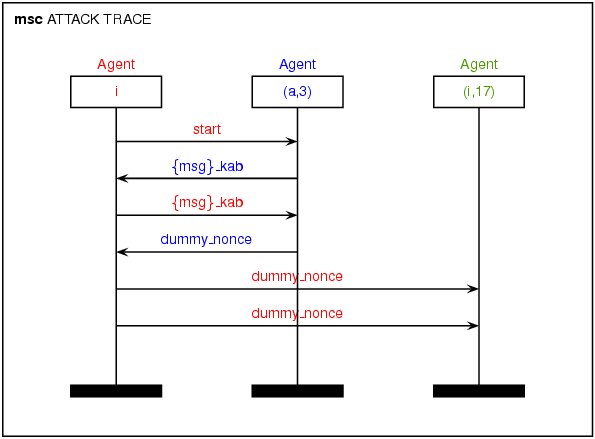 msc ATTACK TRACE
Agent Agent Agent
i (a,3) (i,17)
start
{msg}_kab
{msg}_kab
dummy_nonce
dummy_nonce
dummy_nonce